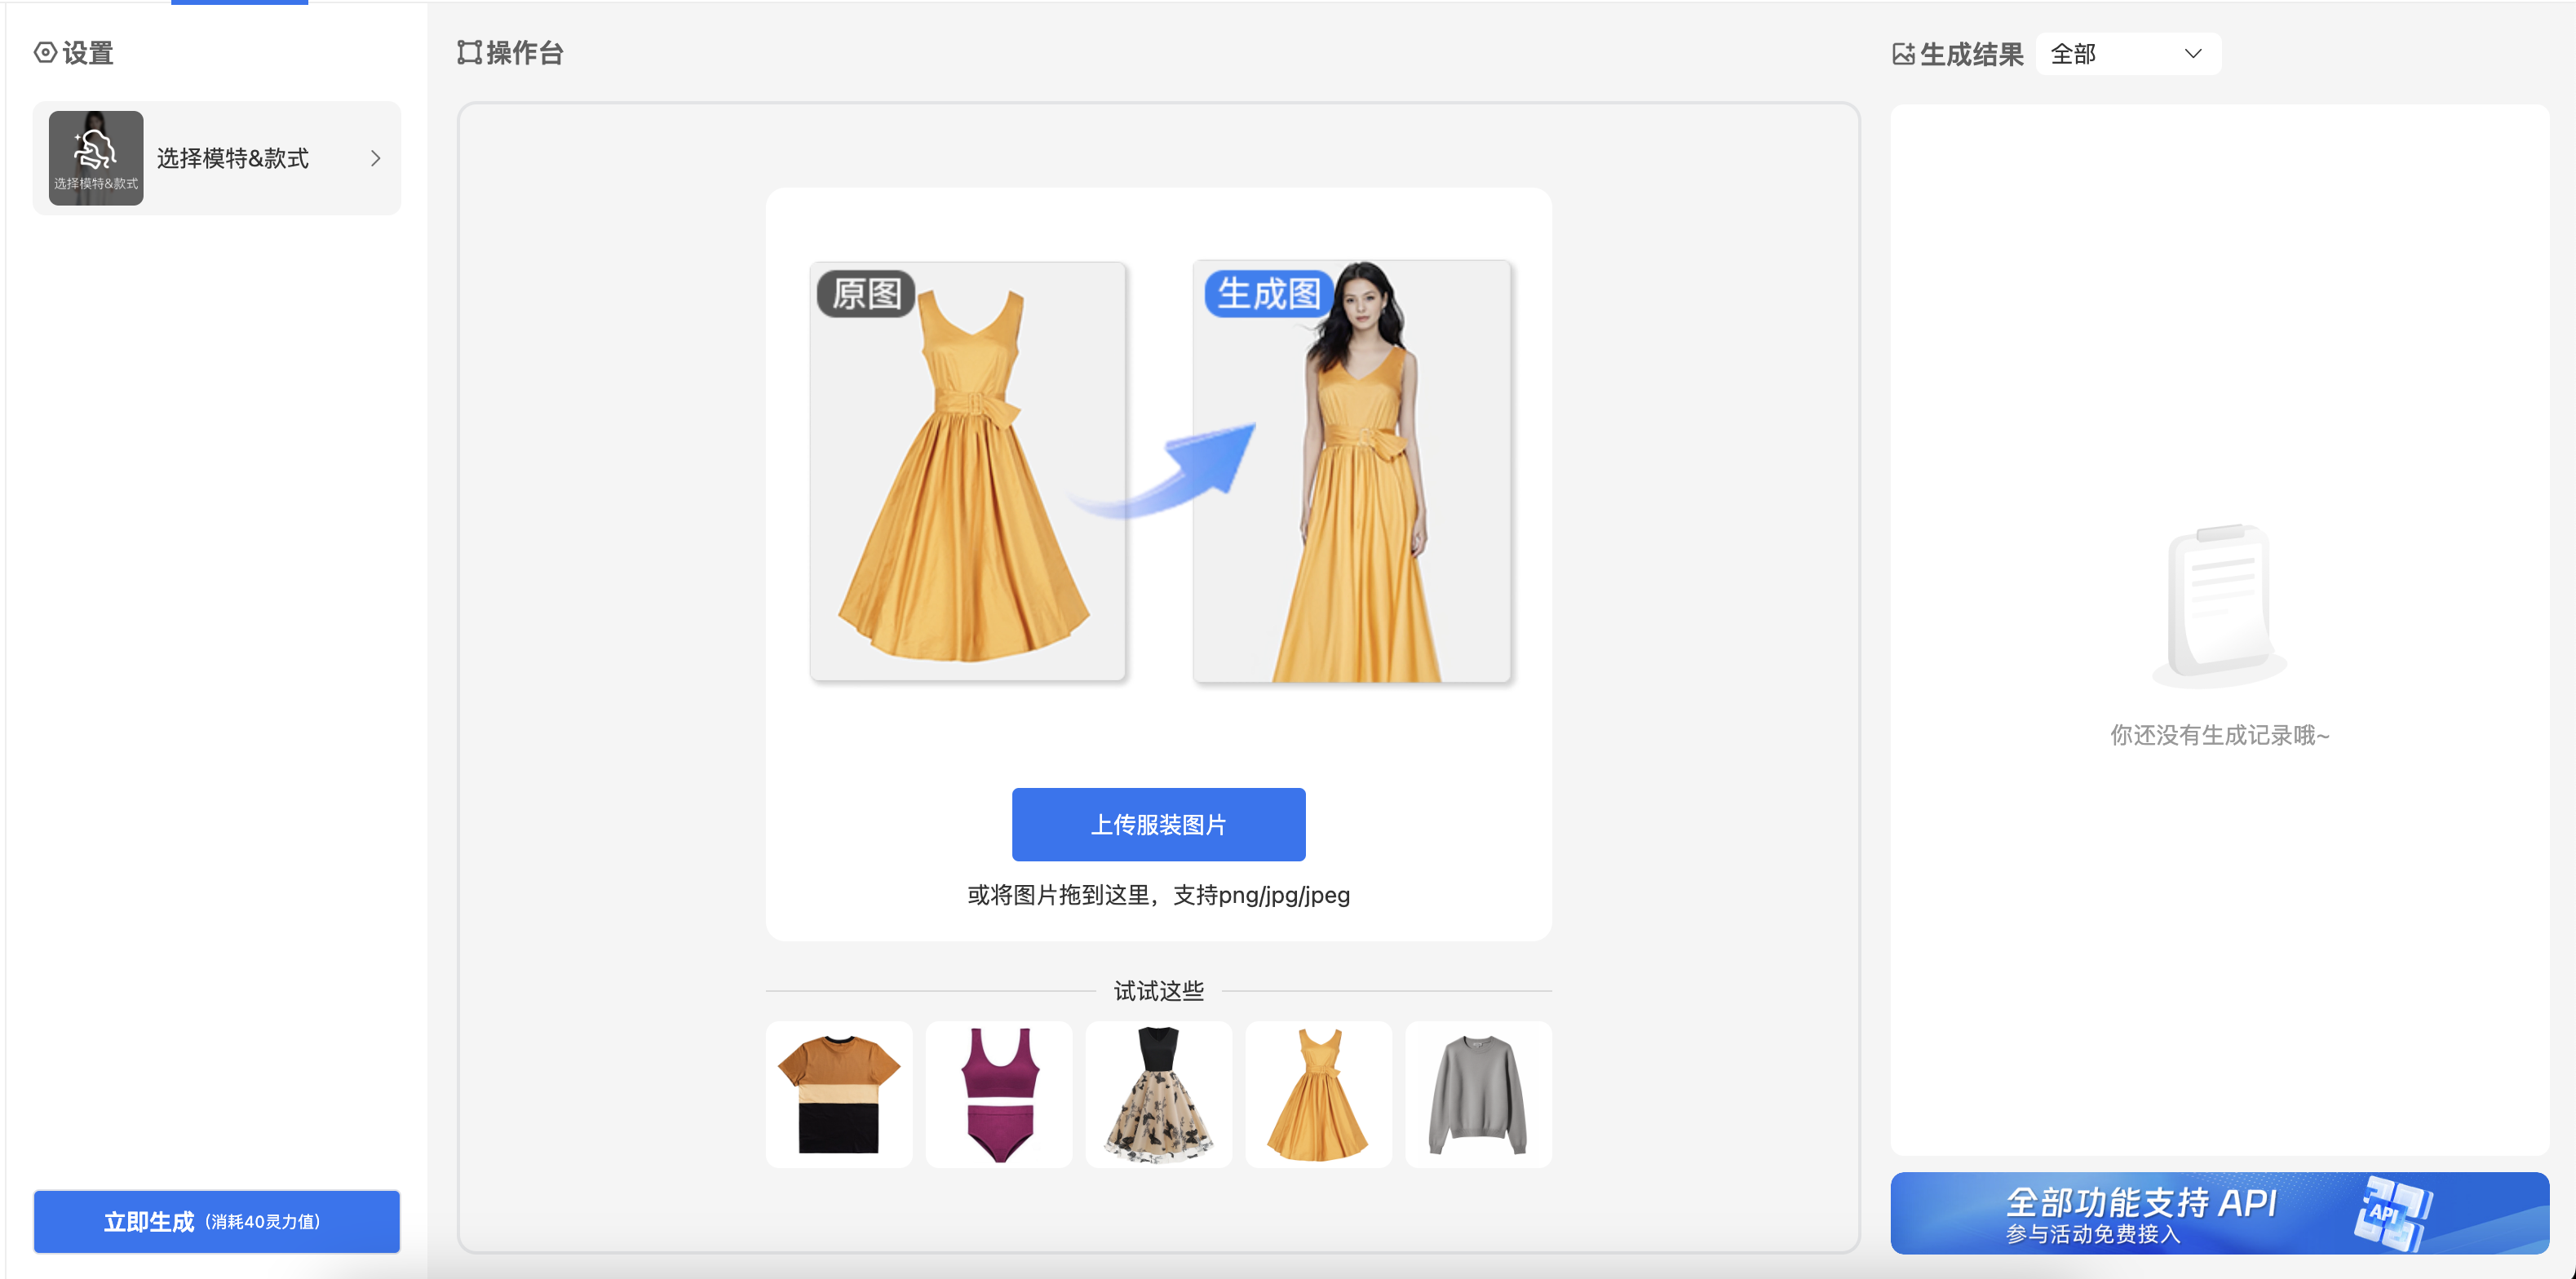 设置
选择模特&款式
选择模特&款式
立即生成（消耗40灵力值）
操作台
原图
生成图
上传服装图片
或将图片拖到这里，支持png/jpg/jpeg
试试这些
生成结果
全部
你还没有生成记录哦~
全部功能支持 API
参与活动免费接入
API